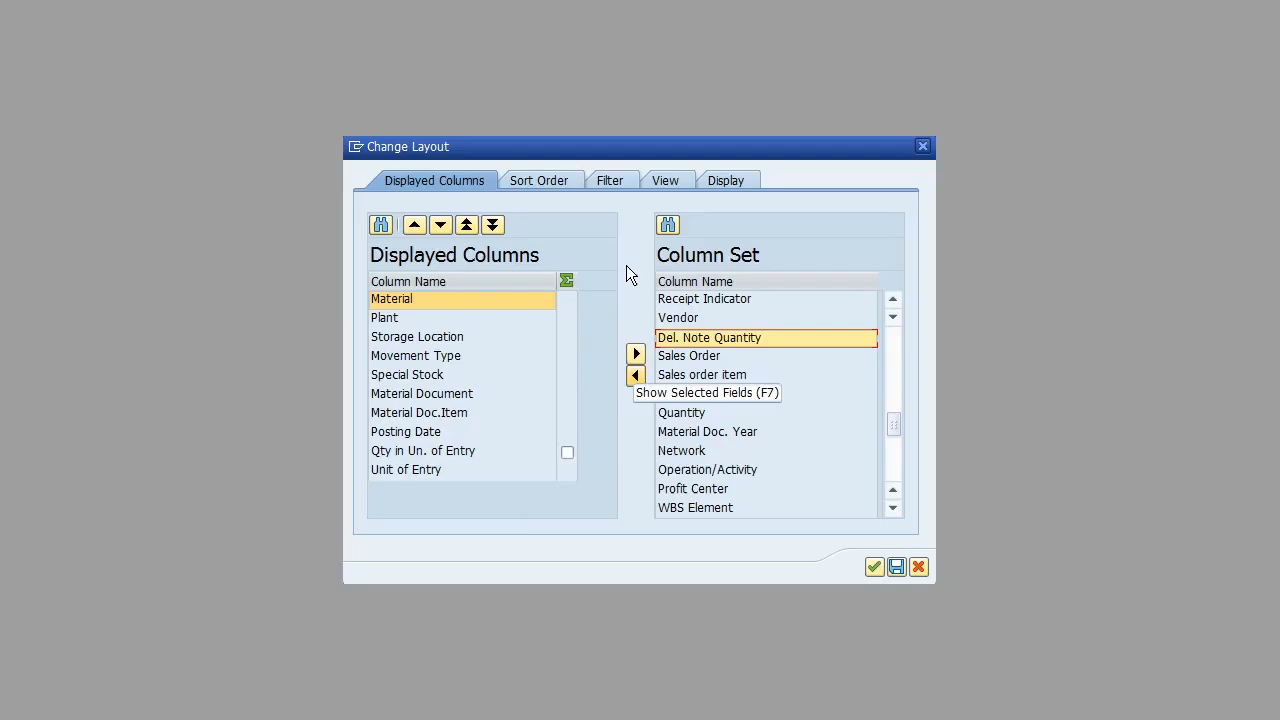 Change Layout
Displayed Columns
Sort Order
Filter
View
Display
Displayed Columns
Column Name
Material
Plant
Storage Location
Movement Type
Special Stock
Material Document
Material Doc.Item
Posting Date
Qty in Un. of Entry
Unit of Entry
Column Set
Column Name
Receipt Indicator
Vendor
Del. Note Quantity
Sales Order
Sales order item
Show Selected Fields (F7)
Quantity
Material Doc. Year
Network
Operation/Activity
Profit Center
WBS Element